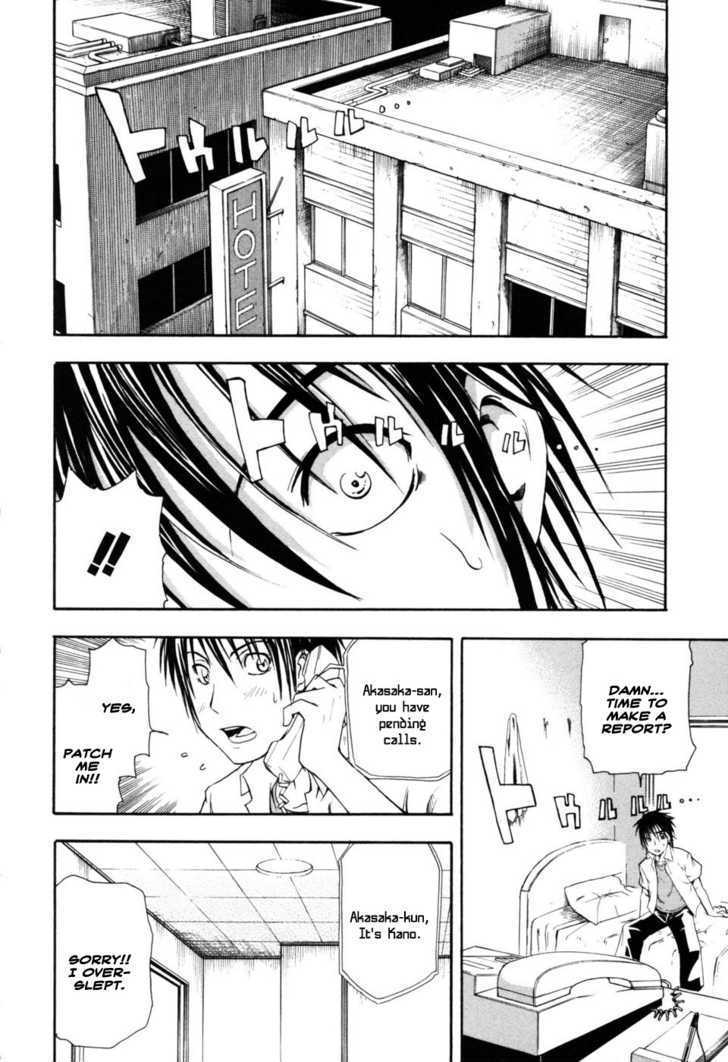 トゥルルル...
HOTE
トゥルルル...
!!
DAMN...
TIME TO
MAKE A
REPORT?
トゥルルル...
Akasaka-san,
you have
pending
calls.
YES,
PATCH
ME
IN!!
Akasaka-kun,
It's Kano.
SORRY!!
I OVER-
SLEPT.